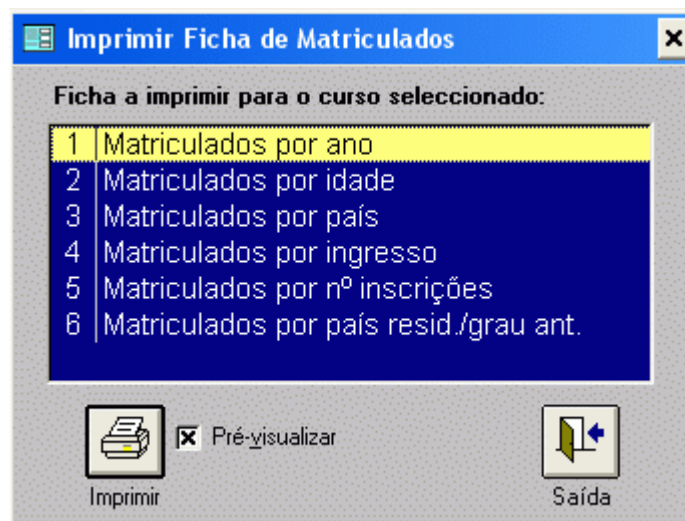 Imprimir Ficha de Matriculados
Ficha a imprimir para o curso seleccionado:
1 Matriculados por ano
2 Matriculados por idade
3 Matriculados por país
4 Matriculados por ingresso
5 Matriculados por nº inscrições
6 Matriculados por país resid./grau ant.
Pré-visualizar
Imprimir Saída